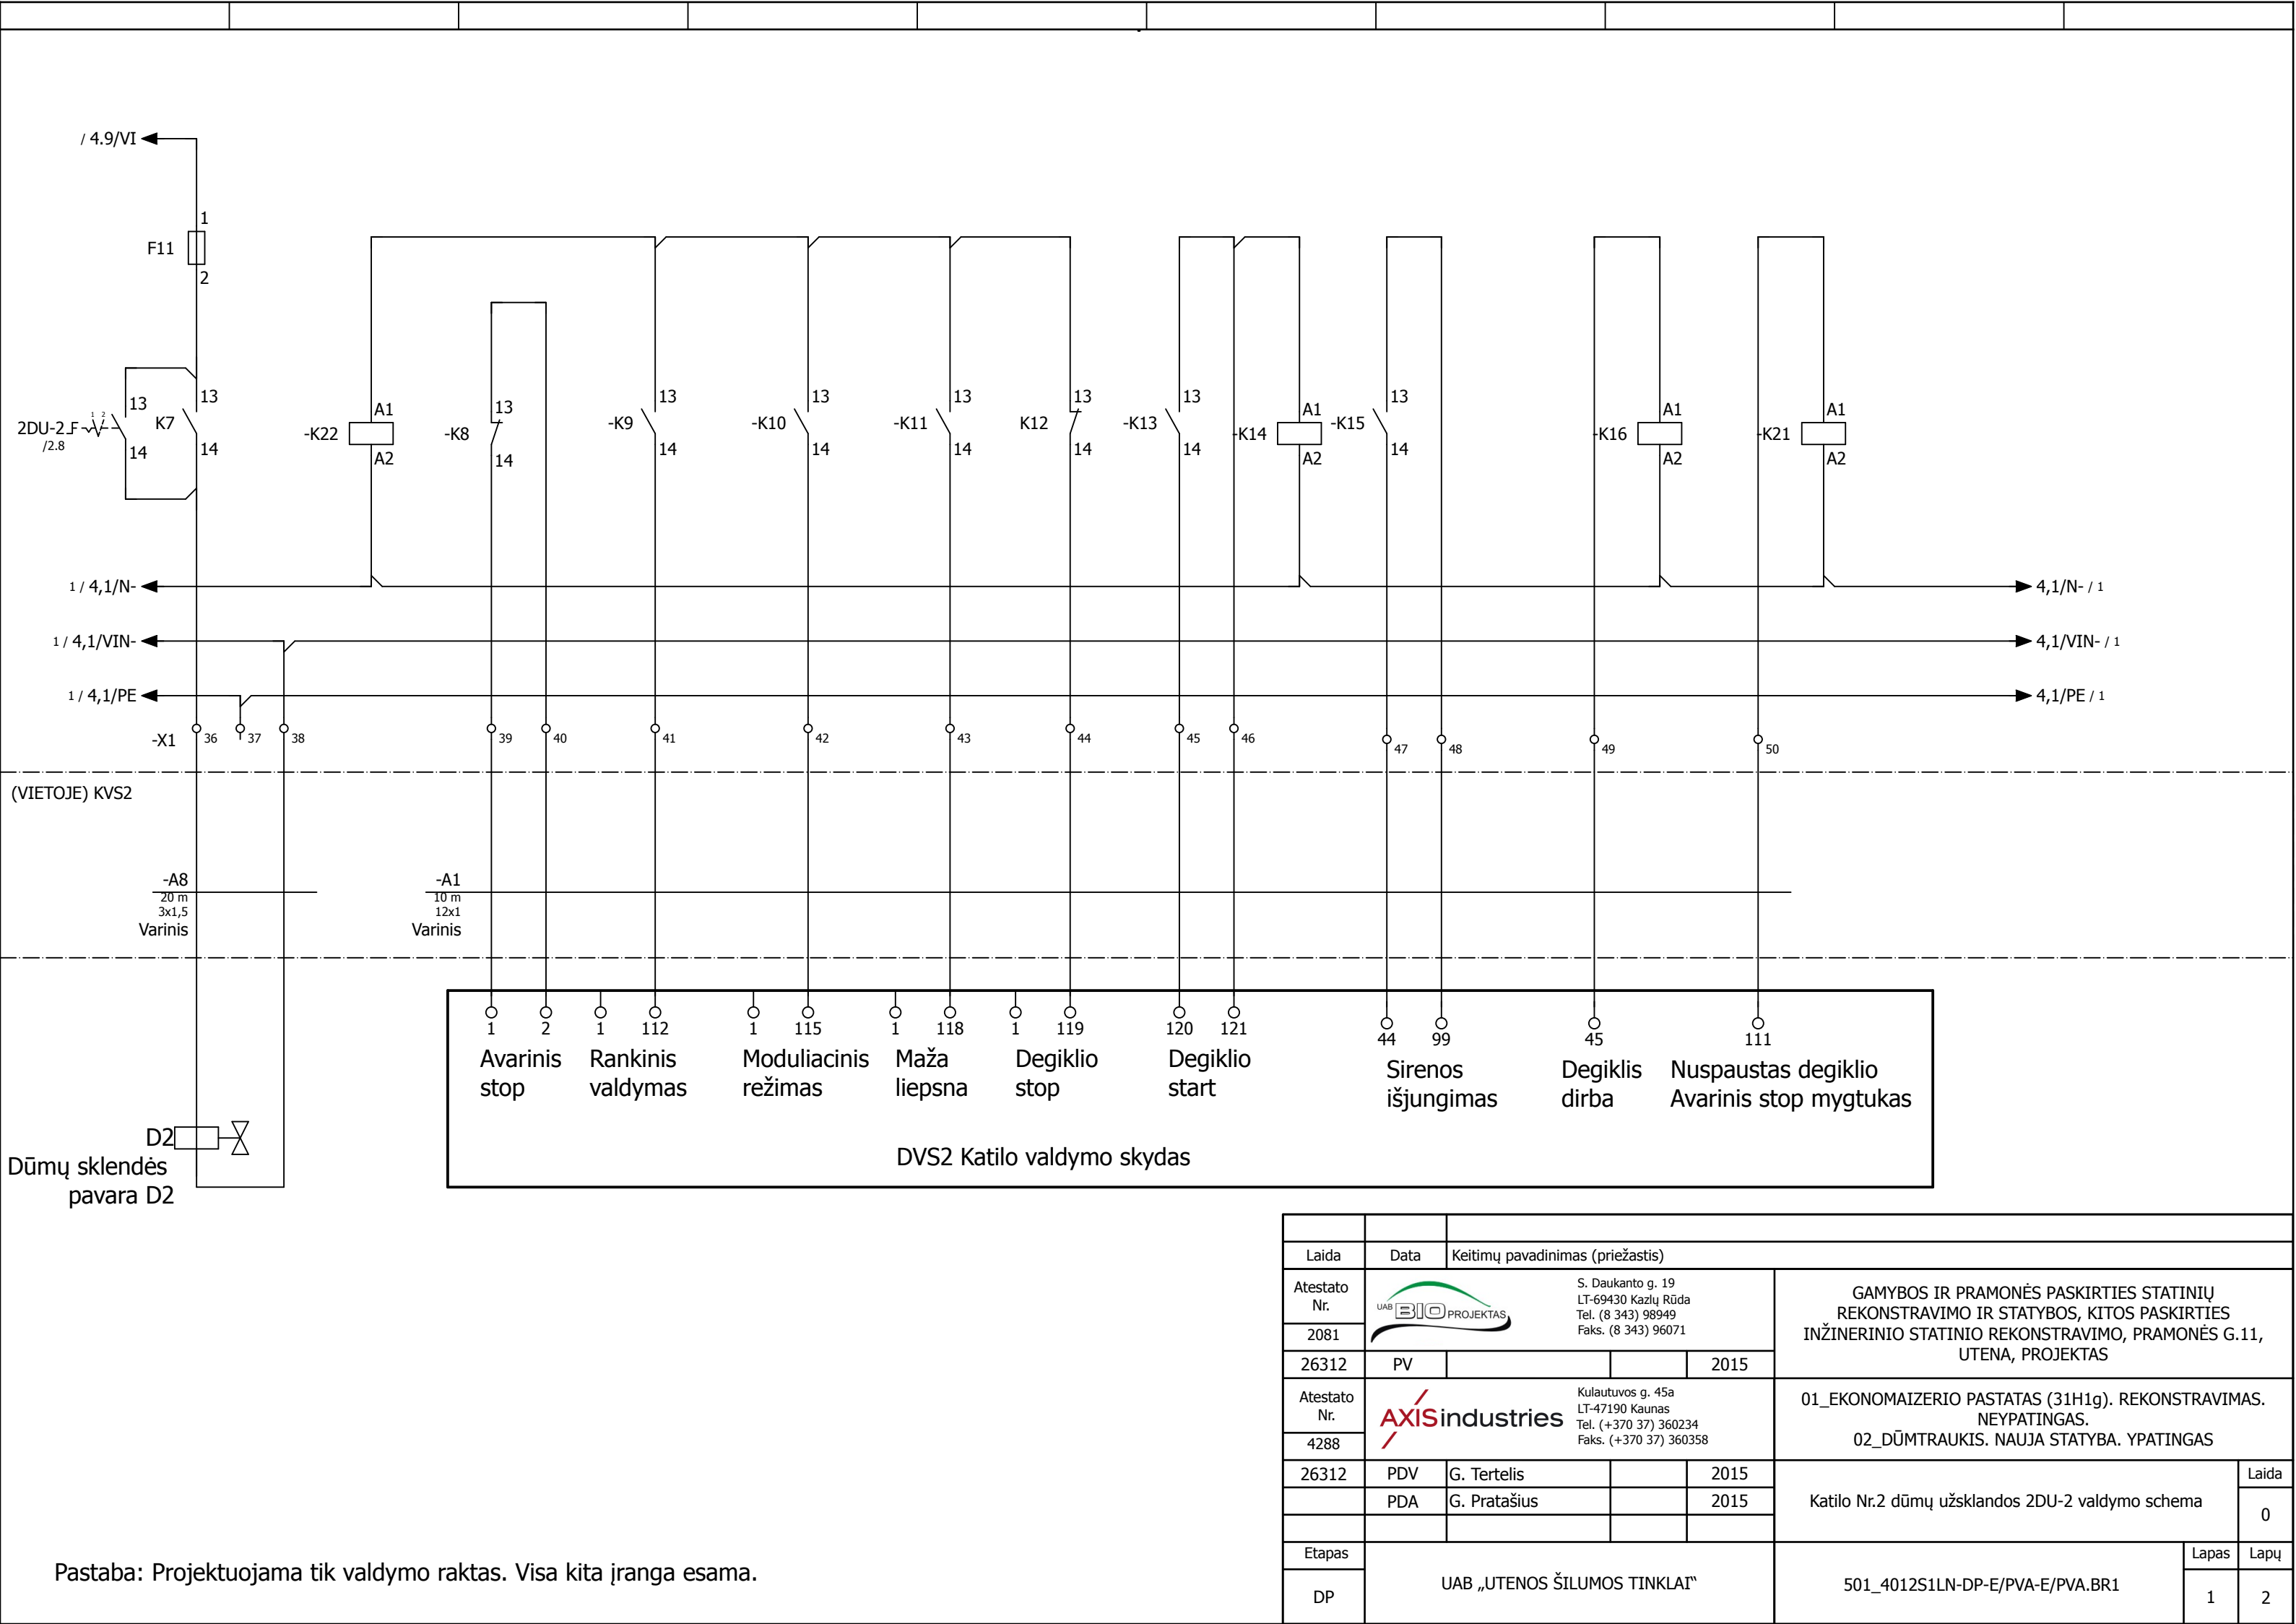 / 4.9/VI
1
F11
2
13
13
2DU-2
1 2
K7
/2.8
14
14
A1
-K22
A2
13
-K8
14
13
-K9
14
13
-K10
14
13
-K11
14
13
K12
14
13
-K13
14
A1
-K14
A2
13
-K15
14
A1
-K16
A2
A1
-K21
A2
1 / 4,1/N-
4,1/N- / 1
1 / 4,1/VIN-
4,1/VIN- / 1
1 / 4,1/PE
4,1/PE / 1
-X1 36 37 38 39 40 41 42 43 44 45 46 47 48 49 50
(VIETOJE) KVS2
-A8
20 m
3x1,5
Varinis
-A1
10 m
12x1
Varinis
1 2 1 112 1 115 1 118 1 119 120 121 44 99 45 111
Avarinis
stop
Rankinis
valdymas
Moduliacinis
režimas
Maža
liepsna
Degiklio
stop
Degiklio
start
Sirenos
išjungimas
Degiklis
dirba
Nuspaustas degiklio
Avarinis stop mygtukas
DVS2 Katilo valdymo skydas
D2
Dūmų sklendės
pavara D2
Laida Data Keitimų pavadinimas (priežastis)
Atestato
Nr.
2081
UAB BIO PROJEKTAS
S. Daukanto g. 19
LT-69430 Kazlų Rūda
Tel. (8 343) 98949
Faks. (8 343) 96071
GAMYBOS IR PRAMONĖS PASKIRTIES STATINIŲ
REKONSTRAVIMO IR STATYBOS, KITOS PASKIRTIES
INŽINERINIO STATINIO REKONSTRAVIMO, PRAMONĖS G.11,
UTENA, PROJEKTAS
26312 PV 2015
Atestato
Nr.
4288
AXIS industries
Kulautuvos g. 45a
LT-47190 Kaunas
Tel. (+370 37) 360234
Faks. (+370 37) 360358
01_EKONOMAIZERIO PASTATAS (31H1g). REKONSTRAVIMAS.
NEYPATINGAS.
02_DŪMTRAUKIS. NAUJA STATYBA. YPATINGAS
26312 PDV G. Tertelis 2015
PDA G. Pratašius 2015
Katilo Nr.2 dūmų užsklandos 2DU-2 valdymo schema
Laida
0
Etapas
DP
UAB „UTENOS ŠILUMOS TINKLAI“
501_4012S1LN-DP-E/PVA-E/PVA.BR1
Lapas Lapų
1 2
Pastaba: Projektuojama tik valdymo raktas. Visa kita įranga esama.